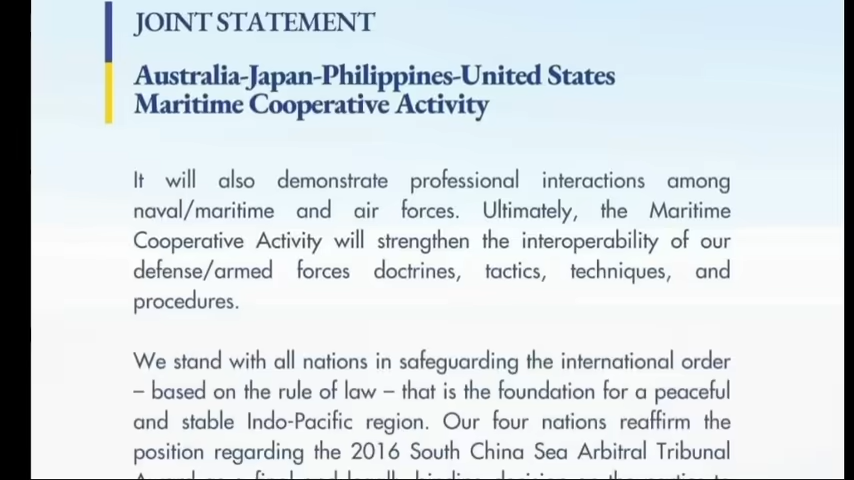 JOINT STATEMENT
Australia-Japan-Philippines-United States
Maritime Cooperative Activity
It will also demonstrate professional interactions among
naval/maritime and air forces. Ultimately, the Maritime
Cooperative Activity will strengthen the interoperability of our
defense/armed forces doctrines, tactics, techniques, and
procedures.
We stand with all nations in safeguarding the international order
– based on the rule of law – that is the foundation for a peaceful
and stable Indo-Pacific region. Our four nations reaffirm the
position regarding the 2016 South China Sea Arbitral Tribunal